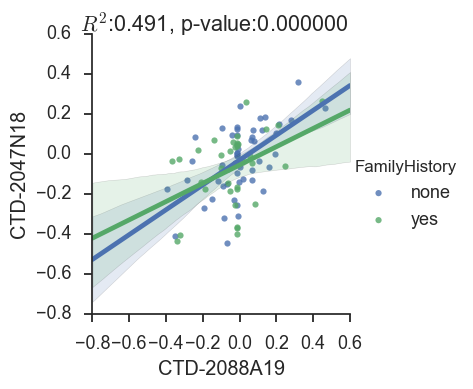 R²:0.491, p-value:0.000000
0.6
0.4
0.2
0.0
−0.2
−0.4
−0.6
−0.8
CTD-2047N18
−0.8 −0.6 −0.4 −0.2 0.0 0.2 0.4 0.6
CTD-2088A19
FamilyHistory
none
yes